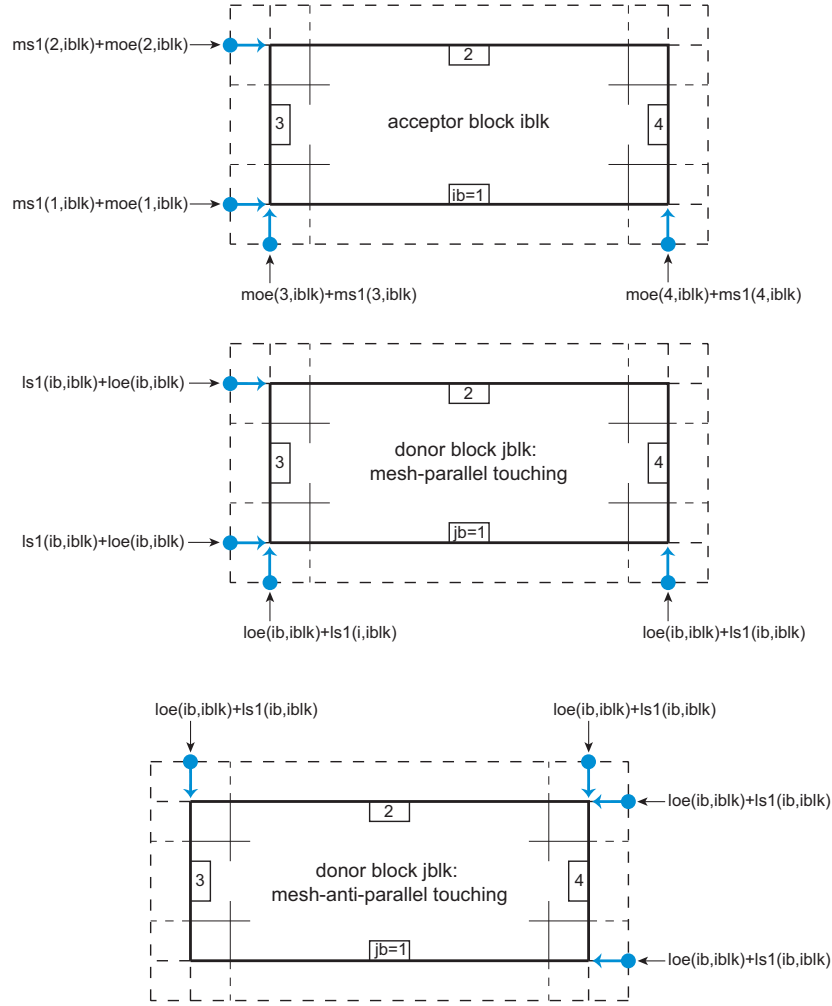 ms1(2,iblk)+moe(2,iblk)
2
3
acceptor block iblk
4
ms1(1,iblk)+moe(1,iblk)
ib=1
moe(3,iblk)+ms1(3,iblk)
moe(4,iblk)+ms1(4,iblk)
ls1(ib,iblk)+loe(ib,iblk)
2
3
donor block jblk:
mesh-parallel touching
4
ls1(ib,iblk)+loe(ib,iblk)
jb=1
loe(ib,iblk)+ls1(i,iblk)
loe(ib,iblk)+ls1(ib,iblk)
loe(ib,iblk)+ls1(ib,iblk)
loe(ib,iblk)+ls1(ib,iblk)
2
loe(ib,iblk)+ls1(ib,iblk)
3
donor block jblk:
mesh-anti-parallel touching
4
jb=1
loe(ib,iblk)+ls1(ib,iblk)